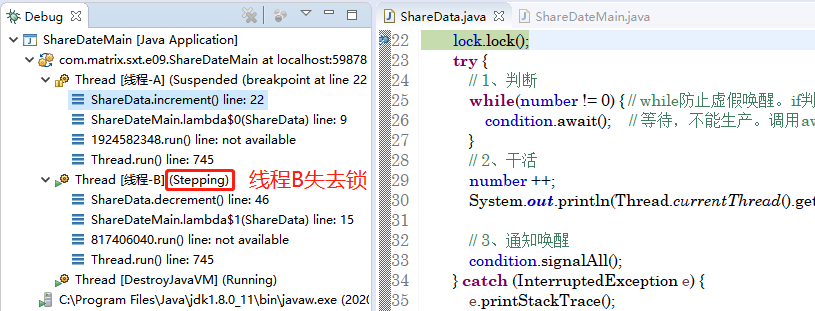 Debug
ShareDateMain [Java Application]
com.matrix.sxt.e09.ShareDateMain at localhost:59878
Thread [线程-A] (Suspended (breakpoint at line 22
ShareData.increment() line: 22
ShareDateMain.lambda$0(ShareData) line: 9
1924582348.run() line: not available
Thread.run() line: 745
Thread [线程-B] (Stepping) 线程B失去锁
ShareData.decrement() line: 46
ShareDateMain.lambda$1(ShareData) line: 15
817406040.run() line: not available
Thread.run() line: 745
Thread [DestroyJavaVM] (Running)
C:\Program Files\Java\jdk1.8.0_11\bin\javaw.exe (202
ShareData.java
ShareDateMain.java
22 lock.lock();
23 try {
24 // 1、判断
25 while(number != 0) { // while防止虚假唤醒。if判
26 condition.await(); // 等待，不能生产。调用aw
27 }
28 // 2、干活
29 number ++;
30 System.out.println(Thread.currentThread().get
31
32 // 3、通知唤醒
33 condition.signalAll();
34 } catch (InterruptedException e) {
35 e.printStackTrace();